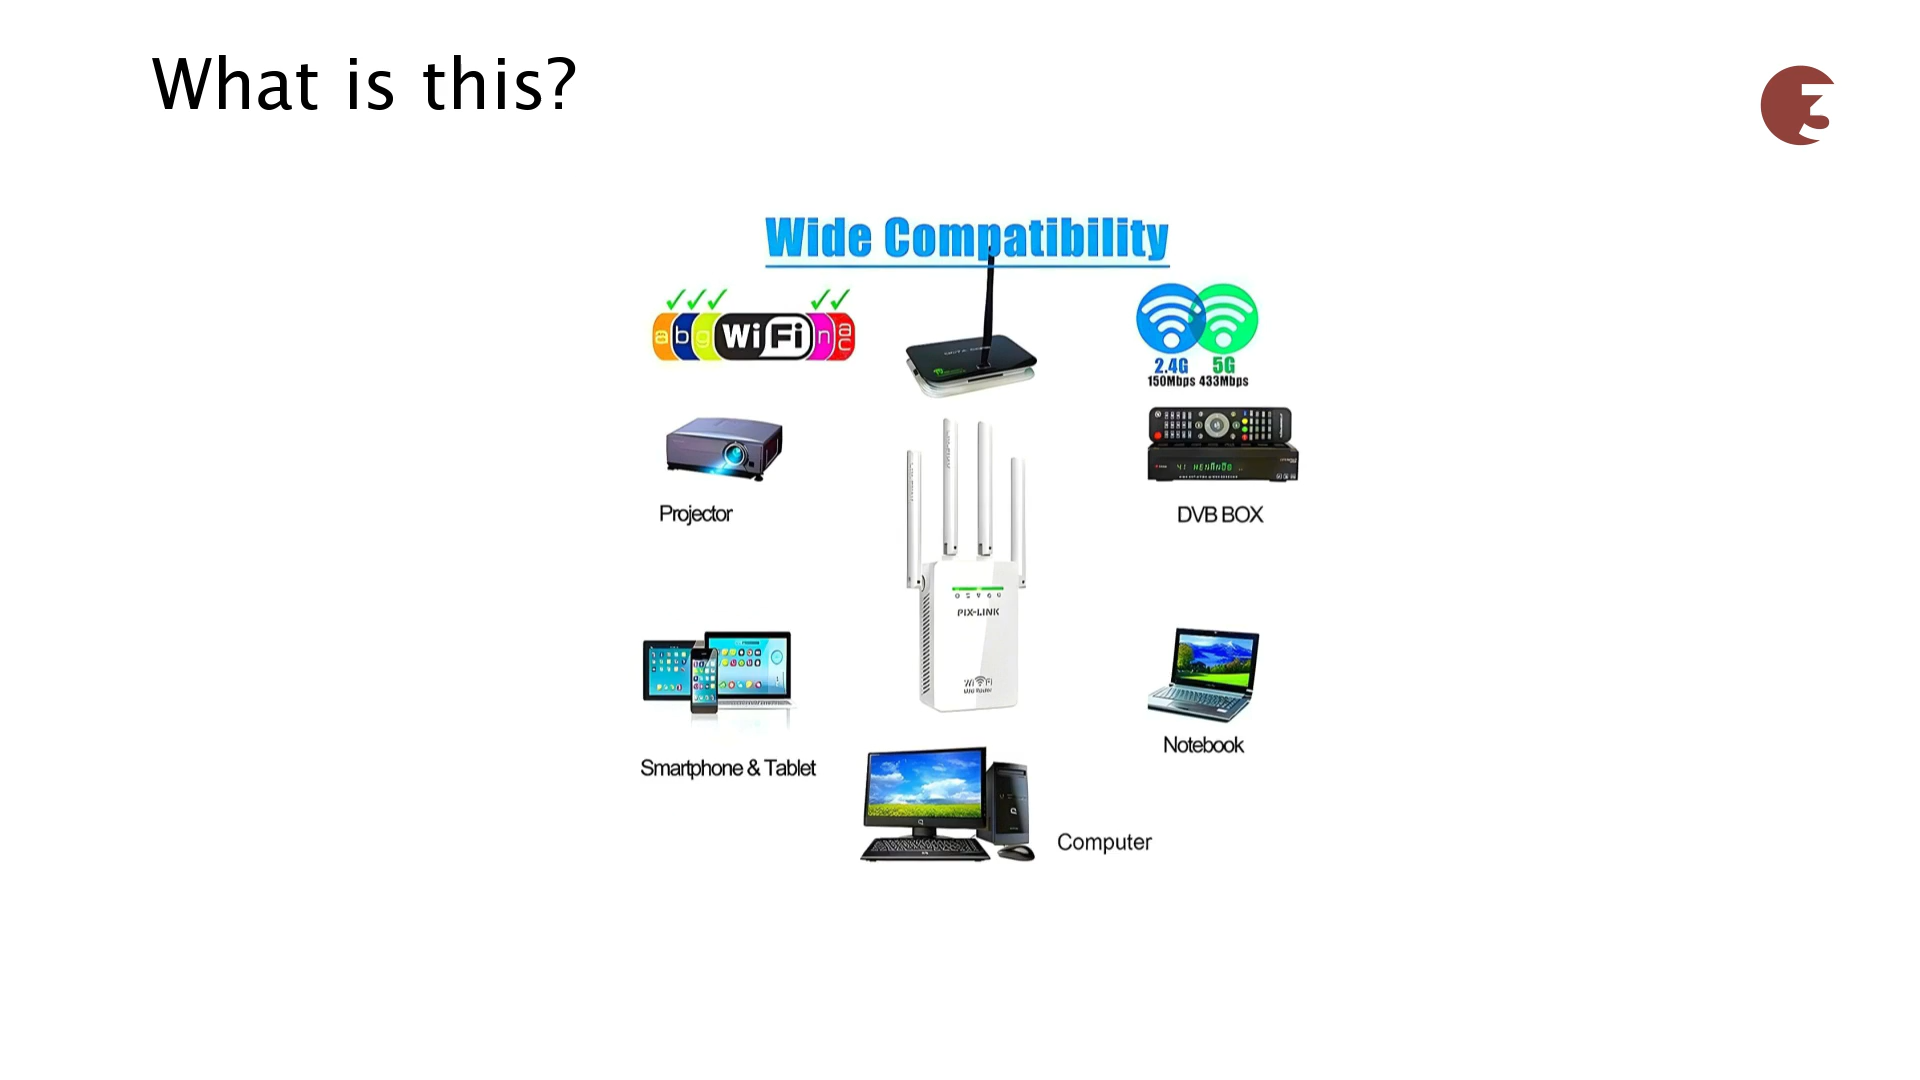 What is this?
Wide Compatibility
a b g WiFi n ac
2.4G 5G
150Mbps 433Mbps
Projector
DVB BOX
PIX-LINK
WiFi
Smartphone & Tablet
Notebook
Computer